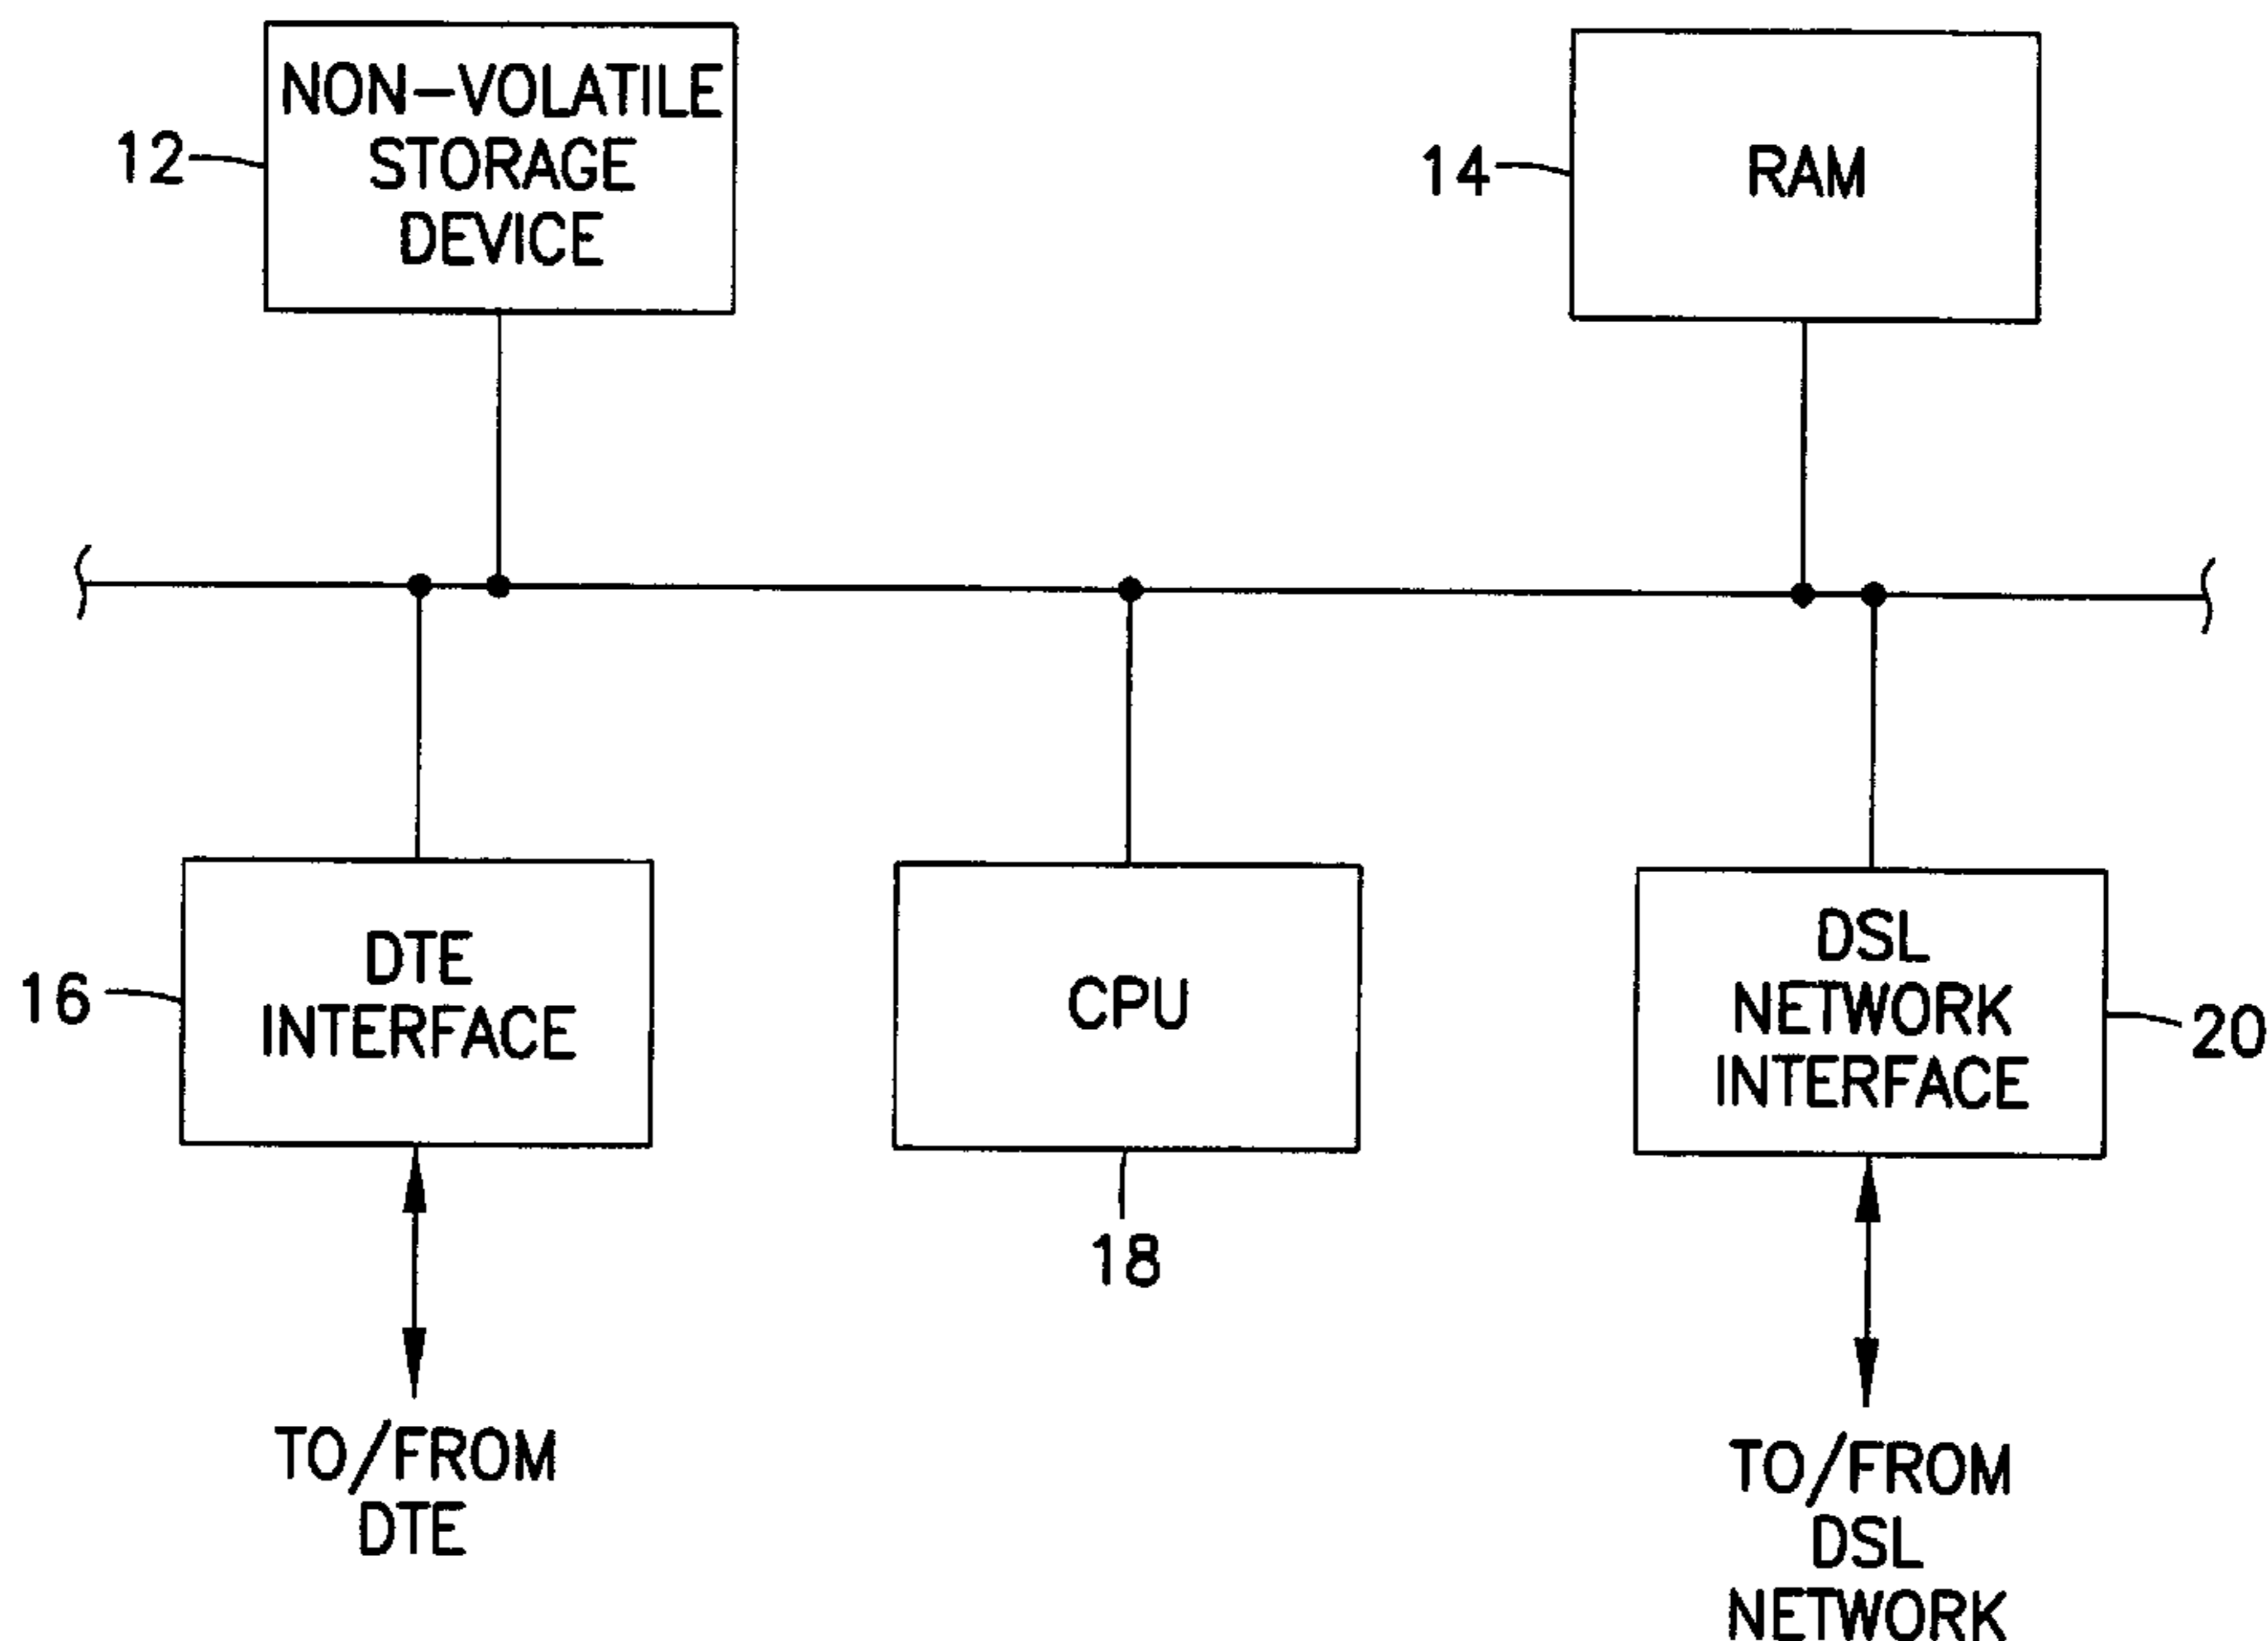 NON-VOLATILE
STORAGE
DEVICE
12
14
RAM
DTE
INTERFACE
16
CPU
18
DSL
NETWORK
INTERFACE
20
TO/FROM
DTE
TO/FROM
DSL
NETWORK